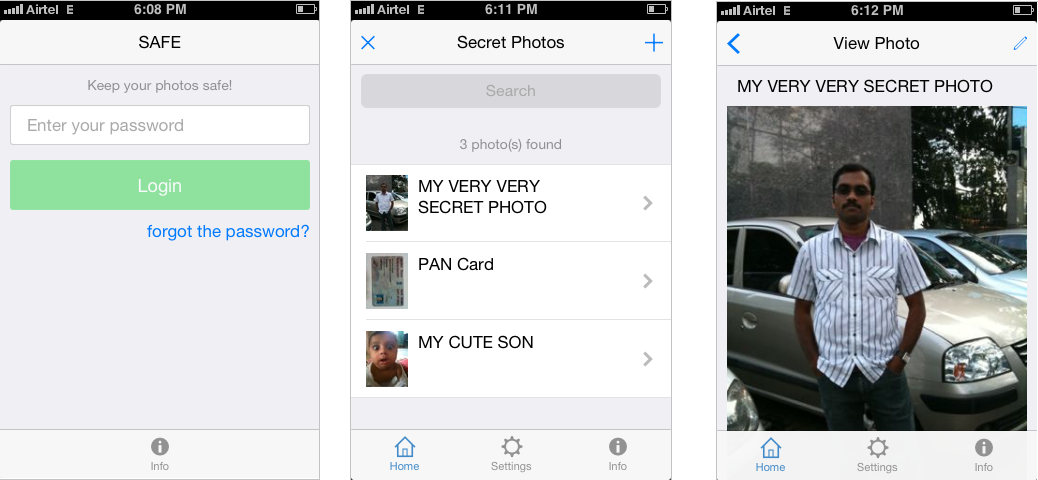 Airtel E 6:08 PM
SAFE
Keep your photos safe!
Enter your password
Login
forgot the password?
Info
Airtel E 6:11 PM
Secret Photos
Search
3 photo(s) found
MY VERY VERY
SECRET PHOTO
PAN Card
MY CUTE SON
Home Settings Info
Airtel E 6:12 PM
View Photo
MY VERY VERY SECRET PHOTO
Home Settings Info